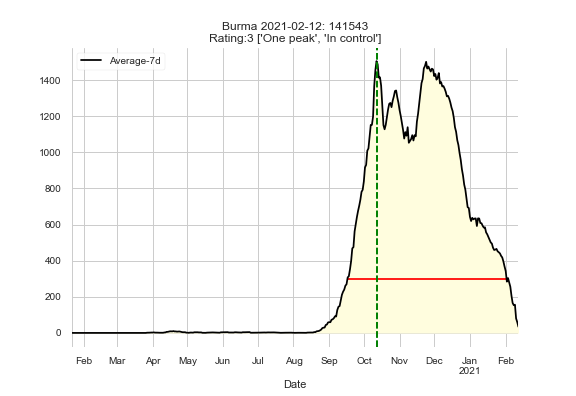 Burma 2021-02-12: 141543
Rating:3 ['One peak', 'In control']
Average-7d
1400
1200
1000
800
600
400
200
0
Feb Mar Apr May Jun Jul Aug Sep Oct Nov Dec Jan Feb
2021
Date